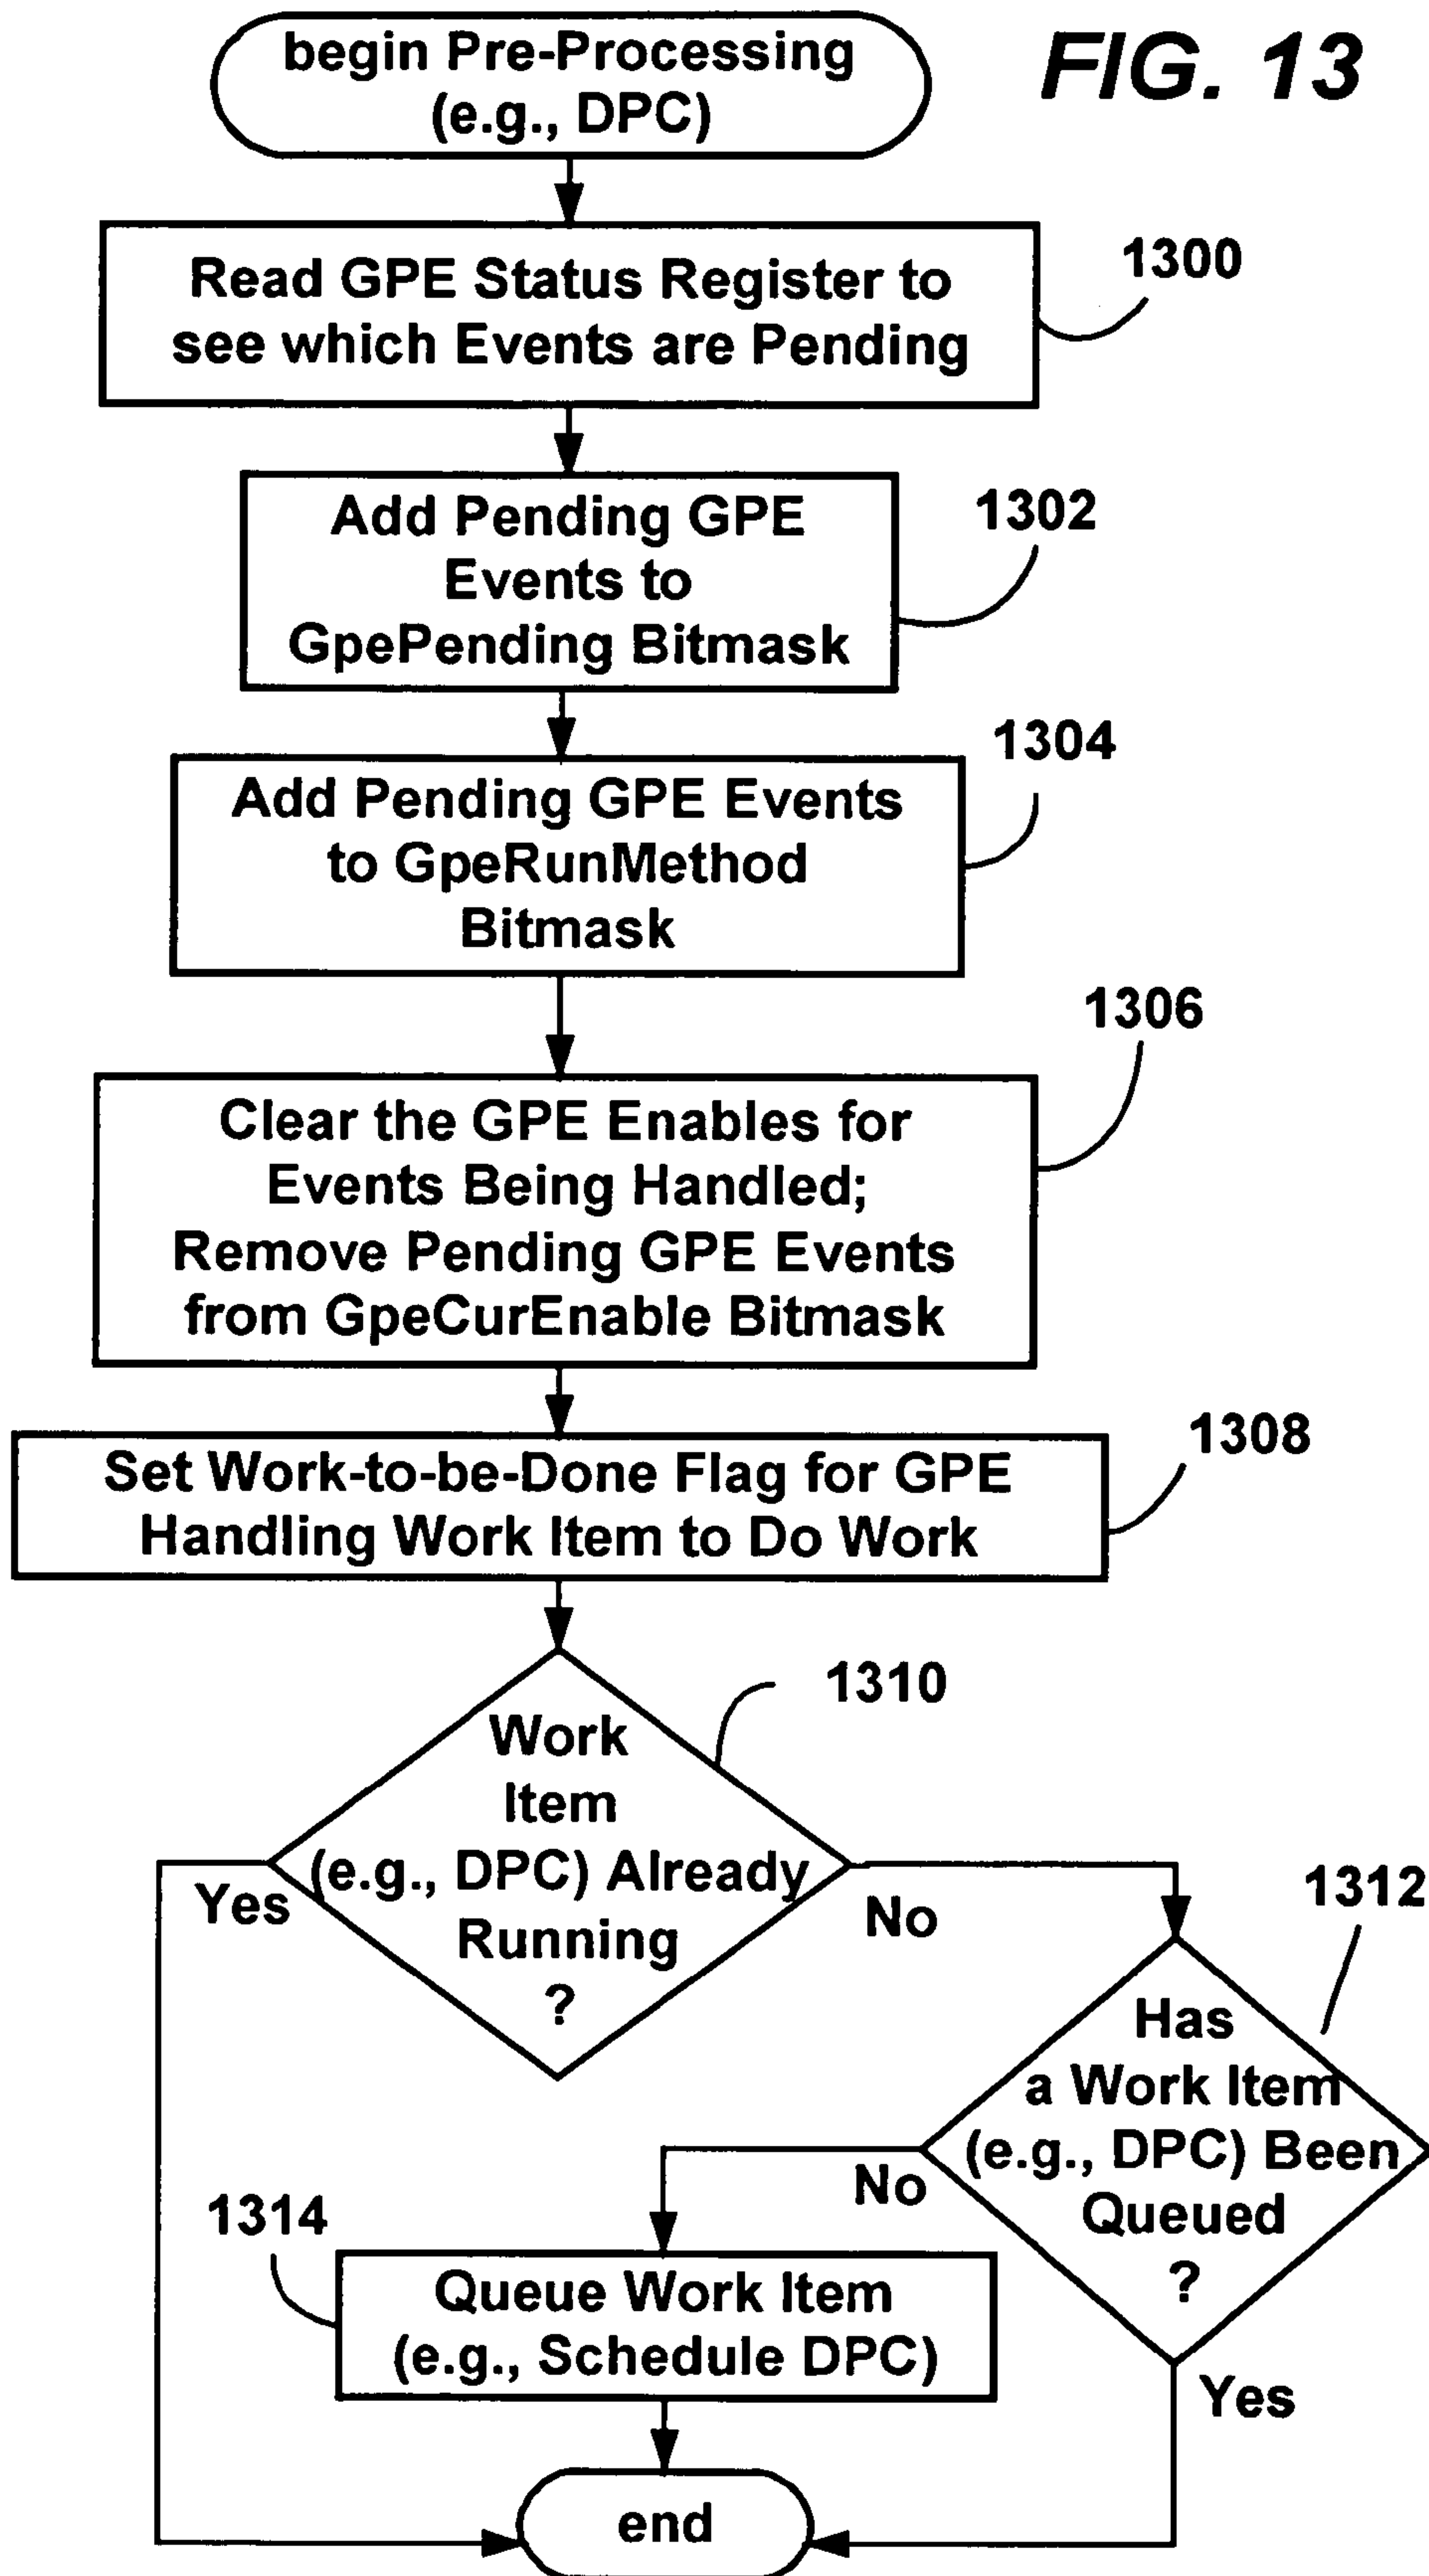 begin Pre-Processing
(e.g., DPC)
FIG. 13
Read GPE Status Register to
see which Events are Pending
1300
Add Pending GPE
Events to
GpePending Bitmask
1302
Add Pending GPE Events
to GpeRunMethod
Bitmask
1304
Clear the GPE Enables for
Events Being Handled;
Remove Pending GPE Events
from GpeCurEnable Bitmask
1306
Set Work-to-be-Done Flag for GPE
Handling Work Item to Do Work
1308
Work
Item
(e.g., DPC) Already
Running
?
1310
Yes
No
Has
a Work Item
(e.g., DPC) Been
Queued
?
1312
No
Yes
Queue Work Item
(e.g., Schedule DPC)
1314
end